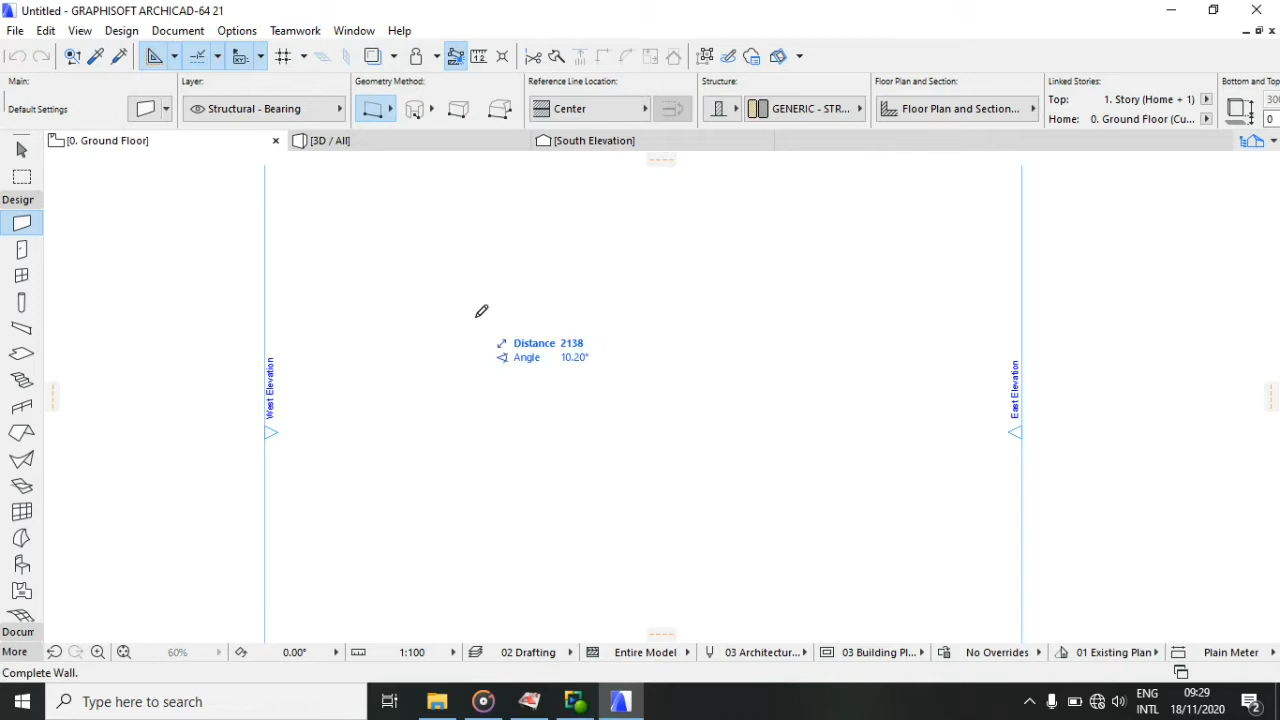 Untitled - GRAPHISOFT ARCHICAD-64 21
File Edit View Design Document Options Teamwork Window Help
Main: Layer: Geometry Method: Reference Line Location: Structure: Floor Plan and Section: Linked Stories: Bottom and Top
Default Settings Structural - Bearing Center GENERIC - STR... Floor Plan and Section...
Top: 1. Story (Home + 1) 300
Home: 0. Ground Floor (Cu... 0
[0. Ground Floor] [3D / All] [South Elevation]
Design
Distance 2138
Angle 10.20°
West Elevation
East Elevation
Docum
More 60% 0.00° 1:100 02 Drafting Entire Model 03 Architectur... 03 Building Pl... No Overrides 01 Existing Plan Plain Meter
Complete Wall.
Type here to search
ENG 09:29
INTL 18/11/2020 2